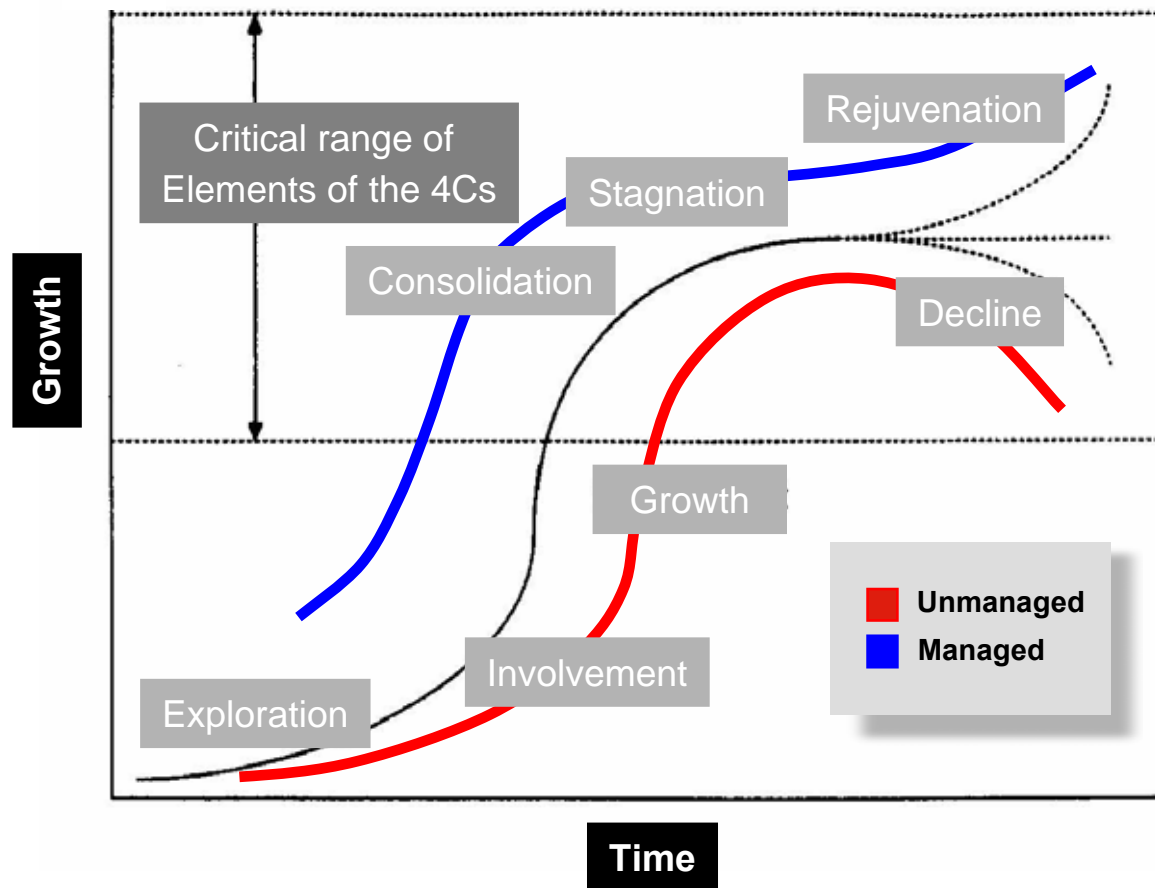 Rejuvenation
Critical range of
Elements of the 4Cs
Stagnation
Consolidation
Decline
Growth
Growth
Unmanaged
Managed
Involvement
Exploration
Time